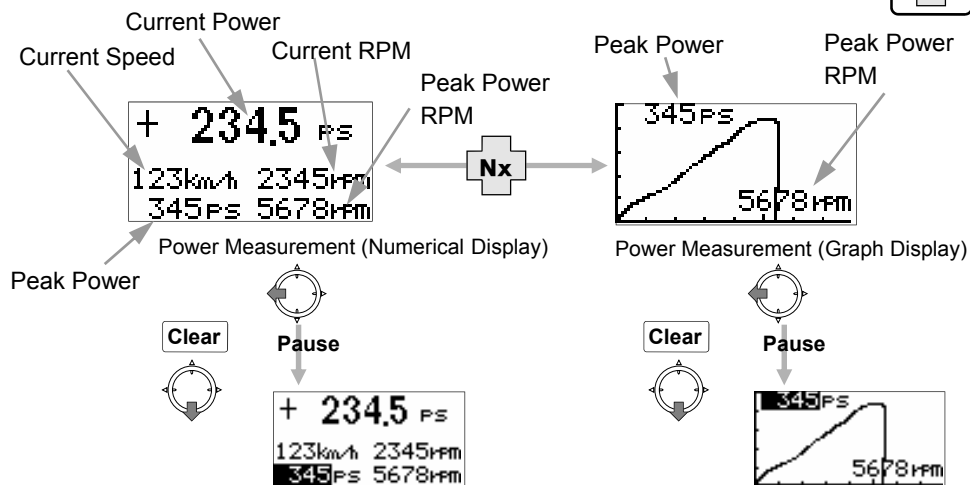 Current Power
Current Speed
Current RPM
Peak Power
RPM
+ 234.5 ps
123km/h 2345rpm
345ps 5678rpm
Peak Power
Power Measurement (Numerical Display)
Nx
Peak Power
Peak Power
RPM
345ps
5678rpm
Power Measurement (Graph Display)
Clear
Pause
+ 234.5 ps
123km/h 2345rpm
345ps 5678rpm
Clear
Pause
345ps
5678rpm